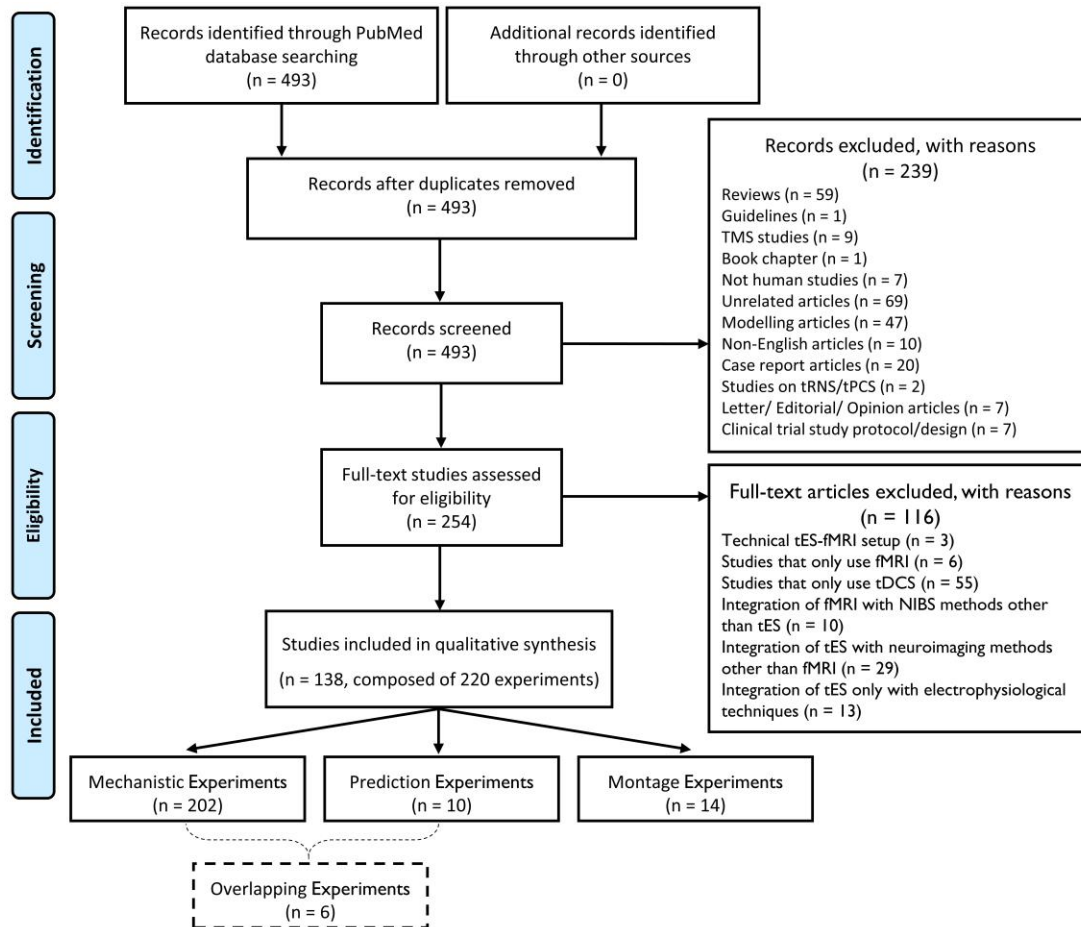 Identification
Records identified through PubMed
database searching
(n = 493)
Additional records identified
through other sources
(n = 0)
Records after duplicates removed
(n = 493)
Records excluded, with reasons
(n = 239)
Reviews (n = 59)
Guidelines (n = 1)
TMS studies (n = 9)
Book chapter (n = 1)
Not human studies (n = 7)
Unrelated articles (n = 69)
Modelling articles (n = 47)
Non-English articles (n = 10)
Case report articles (n = 20)
Studies on tRNS/tPCS (n = 2)
Letter/ Editorial/ Opinion articles (n = 7)
Clinical trial study protocol/design (n = 7)
Screening
Records screened
(n = 493)
Eligibility
Full-text studies assessed
for eligibility
(n = 254)
Full-text articles excluded, with reasons
(n = 116)
Technical tES-fMRI setup (n = 3)
Studies that only use fMRI (n = 6)
Studies that only use tDCS (n = 55)
Integration of fMRI with NIBS methods other
than tES (n = 10)
Integration of tES with neuroimaging methods
other than fMRI (n = 29)
Integration of tES only with electrophysiological
techniques (n = 13)
Included
Studies included in qualitative synthesis
(n = 138, composed of 220 experiments)
Mechanistic Experiments
(n = 202)
Prediction Experiments
(n = 10)
Montage Experiments
(n = 14)
Overlapping Experiments
(n = 6)